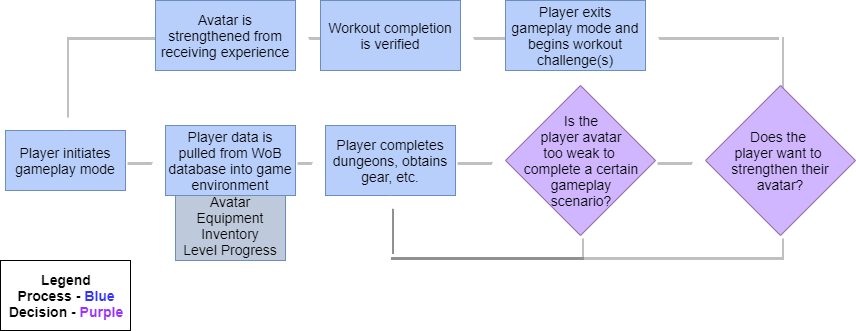 Avatar is
strengthened from
receiving experience
Workout completion
is verified
Player exits
gameplay mode and
begins workout
challenge(s)
Player initiates
gameplay mode
Player data is
pulled from WoB
database into game
environment
Avatar
Equipment
Inventory
Level Progress
Player completes
dungeons, obtains
gear, etc.
Is the
player avatar
too weak to
complete a certain
gameplay
scenario?
Does the
player want to
strengthen their
avatar?
Legend
Process - Blue
Decision - Purple